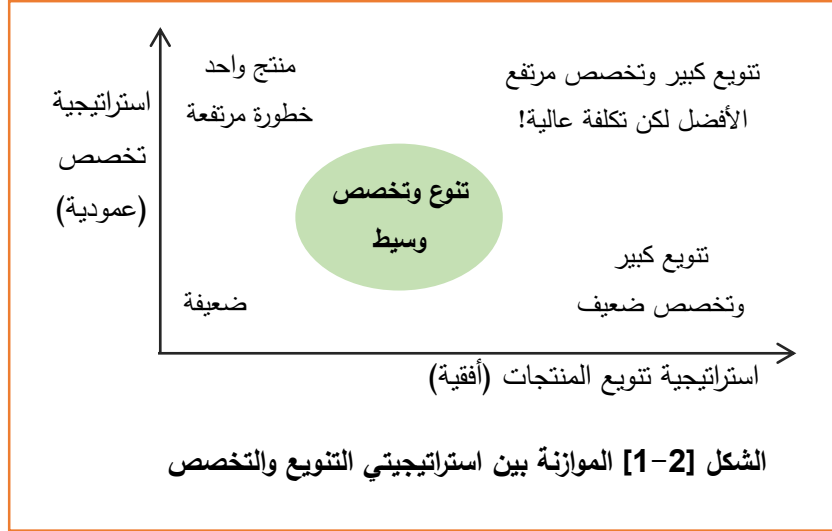 استراتيجية
تخصص
(عمودية)
منتج واحد
خطورة مرتفعة
تنويع كبير وتخصص مرتفع
الأفضل لكن تكلفة عالية!
تنوع وتخصص
وسيط
ضعيفة
تنويع كبير
وتخصص ضعيف
استراتيجية تنويع المنتجات (أفقية)
الشكل [2-1] الموازنة بين استراتيجيتي التنويع والتخصص